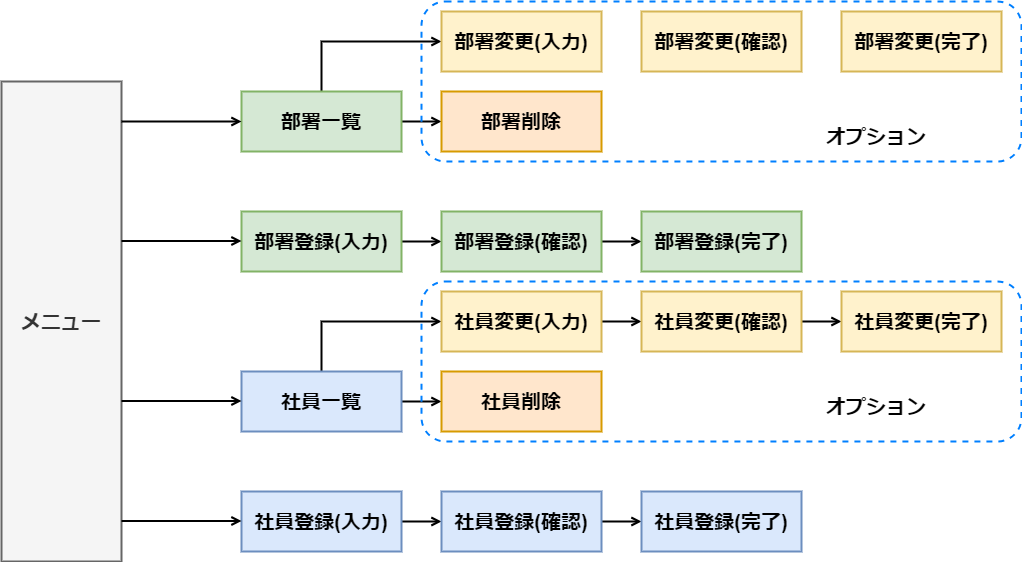 部署変更(入力)
部署変更(確認)
部署変更(完了)
部署一覧
部署削除
オプション
部署登録(入力)
部署登録(確認)
部署登録(完了)
メニュー
社員変更(入力)
社員変更(確認)
社員変更(完了)
社員一覧
社員削除
オプション
社員登録(入力)
社員登録(確認)
社員登録(完了)